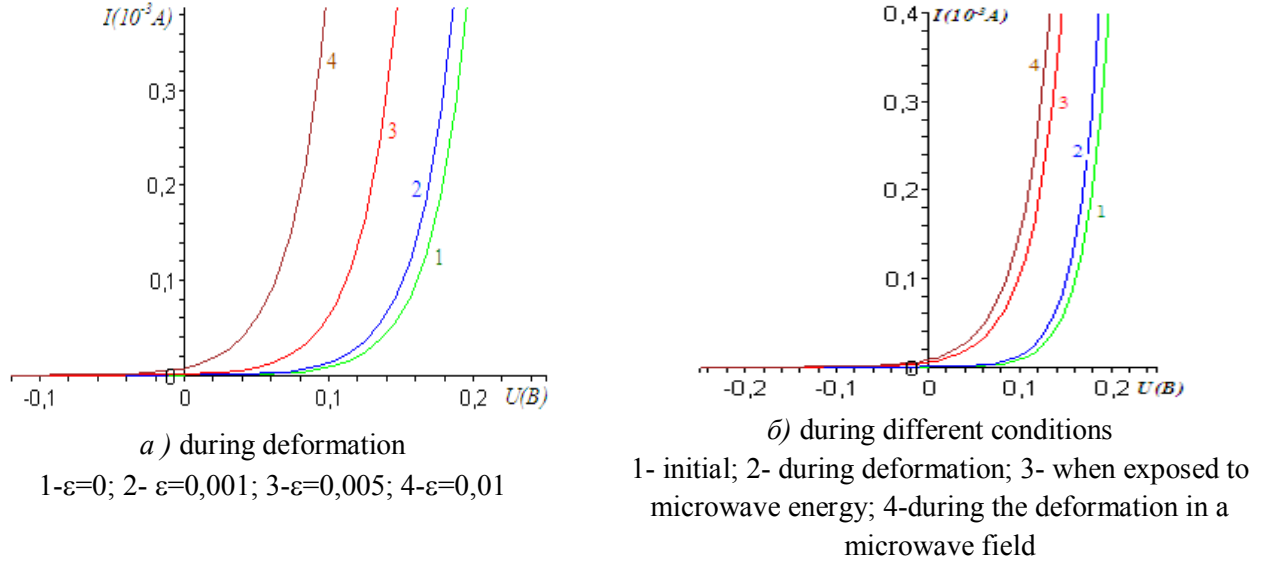 I(10⁻³A)
0,3
0,2
0,1
0
-0,1
0
0,1
0,2
U(B)
4
3
2
1
а ) during deformation
1-ε=0; 2- ε=0,001; 3-ε=0,005; 4-ε=0,01
0,4
I(10⁻³A)
0,3
0,2
0,1
0
-0,2
-0,1
0
0,1
0,2
U(B)
4
3
2
1
б) during different conditions
1- initial; 2- during deformation; 3- when exposed to
microwave energy; 4-during the deformation in a
microwave field